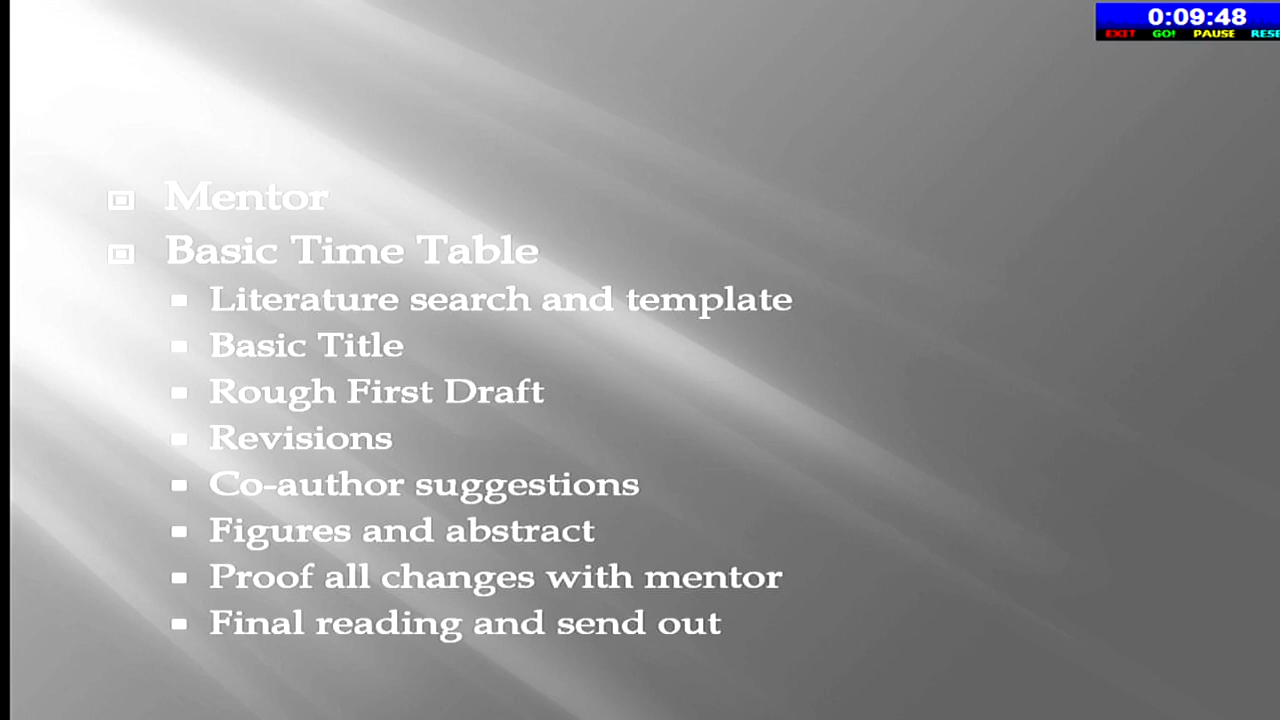 0:09:48
EXIT GO! PAUSE
Mentor
Basic Time Table
Literature search and template
Basic Title
Rough First Draft
Revisions
Co-author suggestions
Figures and abstract
Proof all changes with mentor
Final reading and send out